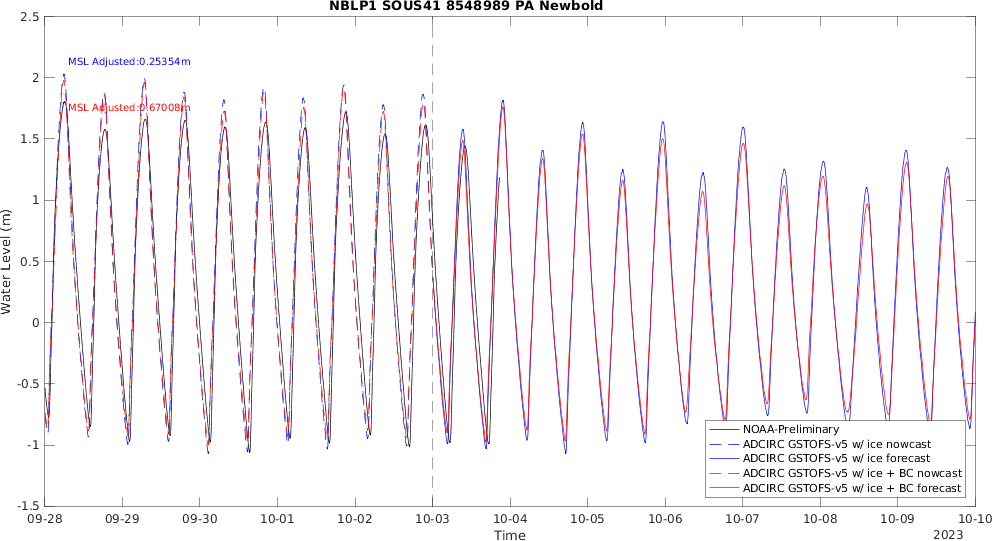 NBLP1 SOUS41 8548989 PA Newbold
MSL Adjusted:0.25354m
MSL Adjusted:0.67008m
Water Level (m)
2.5
2
1.5
1
0.5
0
-0.5
-1
-1.5
09-28 09-29 09-30 10-01 10-02 10-03 10-04 10-05 10-06 10-07 10-08 10-09 10-10
Time
2023
NOAA-Preliminary
ADCIRC GSTOFS-v5 w/ ice nowcast
ADCIRC GSTOFS-v5 w/ ice forecast
ADCIRC GSTOFS-v5 w/ ice + BC nowcast
ADCIRC GSTOFS-v5 w/ ice + BC forecast